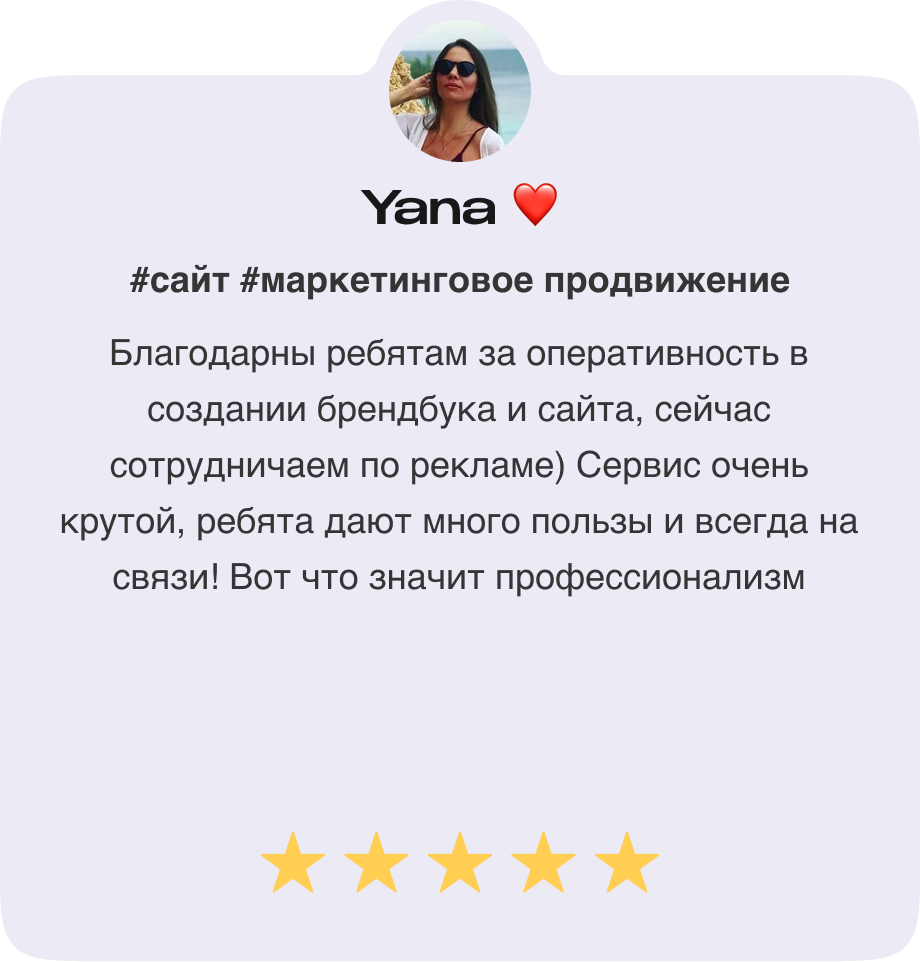 Yana ❤️
#сайт #маркетинговое продвижение
Благодарны ребятам за оперативность в
создании брендбука и сайта, сейчас
сотрудничаем по рекламе) Сервис очень
крутой, ребята дают много пользы и всегда на
связи! Вот что значит профессионализм